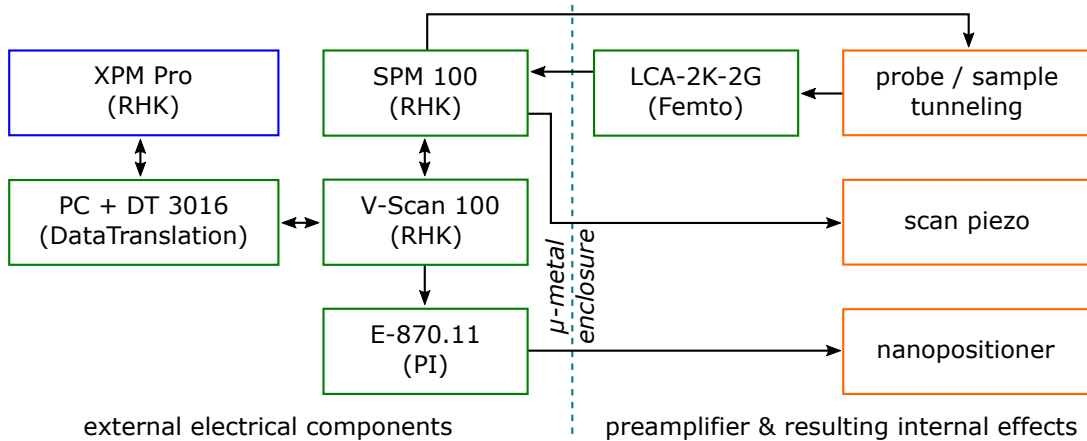 XPM Pro
(RHK)
SPM 100
(RHK)
LCA-2K-2G
(Femto)
probe / sample
tunneling
PC + DT 3016
(DataTranslation)
V-Scan 100
(RHK)
scan piezo
μ-metal
enclosure
E-870.11
(PI)
nanopositioner
external electrical components
preamplifier & resulting internal effects